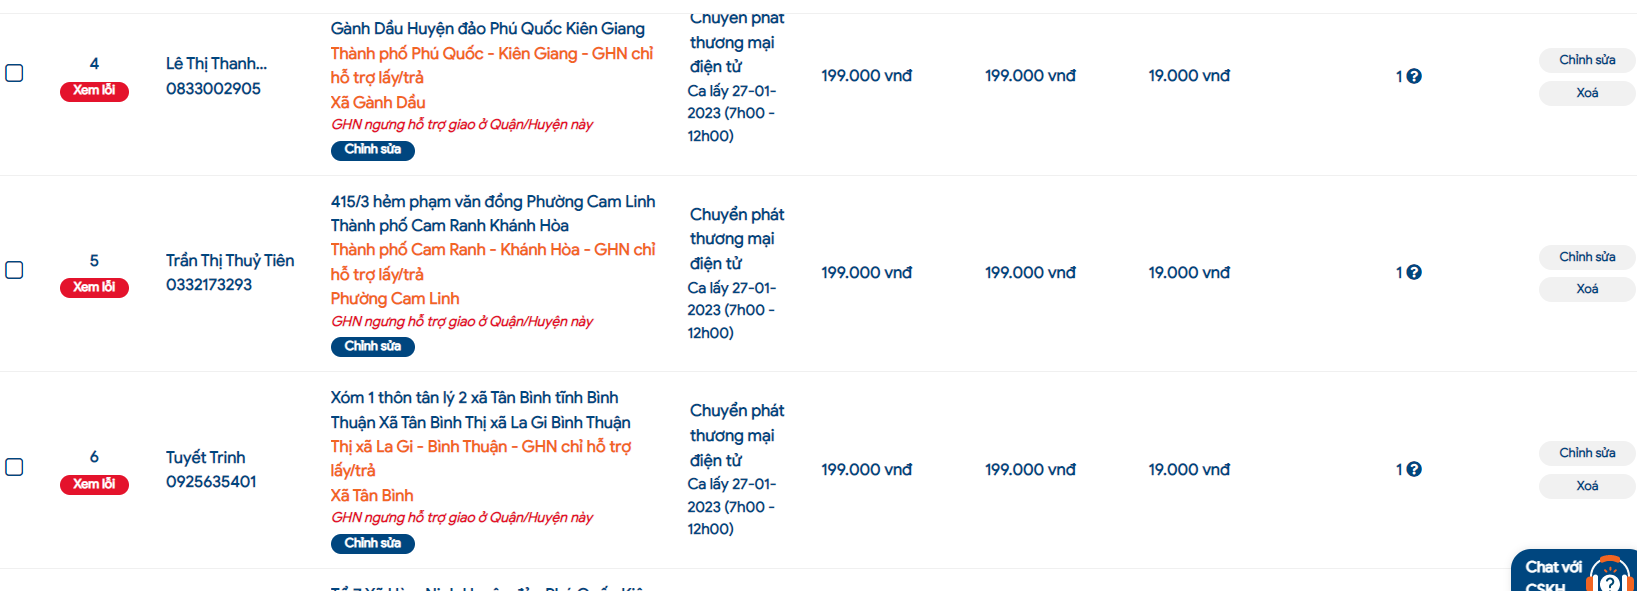 Gành Dầu Huyện đảo Phú Quốc Kiên Giang
Thành phố Phú Quốc - Kiên Giang - GHN chỉ
hỗ trợ lấy/trả
Xã Gành Dầu
GHN ngưng hỗ trợ giao ở Quận/Huyện này
Chỉnh sửa
4
Xem lỗi
Lê Thị Thanh...
0833002905
Chuyển phát
thương mại
điện tử
Ca lấy 27-01-
2023 (7h00 -
12h00)
199.000 vnđ
199.000 vnđ
19.000 vnđ
1
Chỉnh sửa
Xoá
5
Xem lỗi
Trần Thị Thuỷ Tiên
0332173293
415/3 hẻm phạm văn đồng Phường Cam Linh
Thành phố Cam Ranh Khánh Hòa
Thành phố Cam Ranh - Khánh Hòa - GHN chỉ
hỗ trợ lấy/trả
Phường Cam Linh
GHN ngưng hỗ trợ giao ở Quận/Huyện này
Chỉnh sửa
Chuyển phát
thương mại
điện tử
Ca lấy 27-01-
2023 (7h00 -
12h00)
199.000 vnđ
199.000 vnđ
19.000 vnđ
1
Chỉnh sửa
Xoá
6
Xem lỗi
Tuyết Trinh
0925635401
Xóm 1 thôn tân lý 2 xã Tân Bình tĩnh Bình
Thuận Xã Tân Bình Thị xã La Gi Bình Thuận
Thị xã La Gi - Bình Thuận - GHN chỉ hỗ trợ
lấy/trả
Xã Tân Bình
GHN ngưng hỗ trợ giao ở Quận/Huyện này
Chỉnh sửa
Chuyển phát
thương mại
điện tử
Ca lấy 27-01-
2023 (7h00 -
12h00)
199.000 vnđ
199.000 vnđ
19.000 vnđ
1
Chỉnh sửa
Xoá
Chat với
CSKH